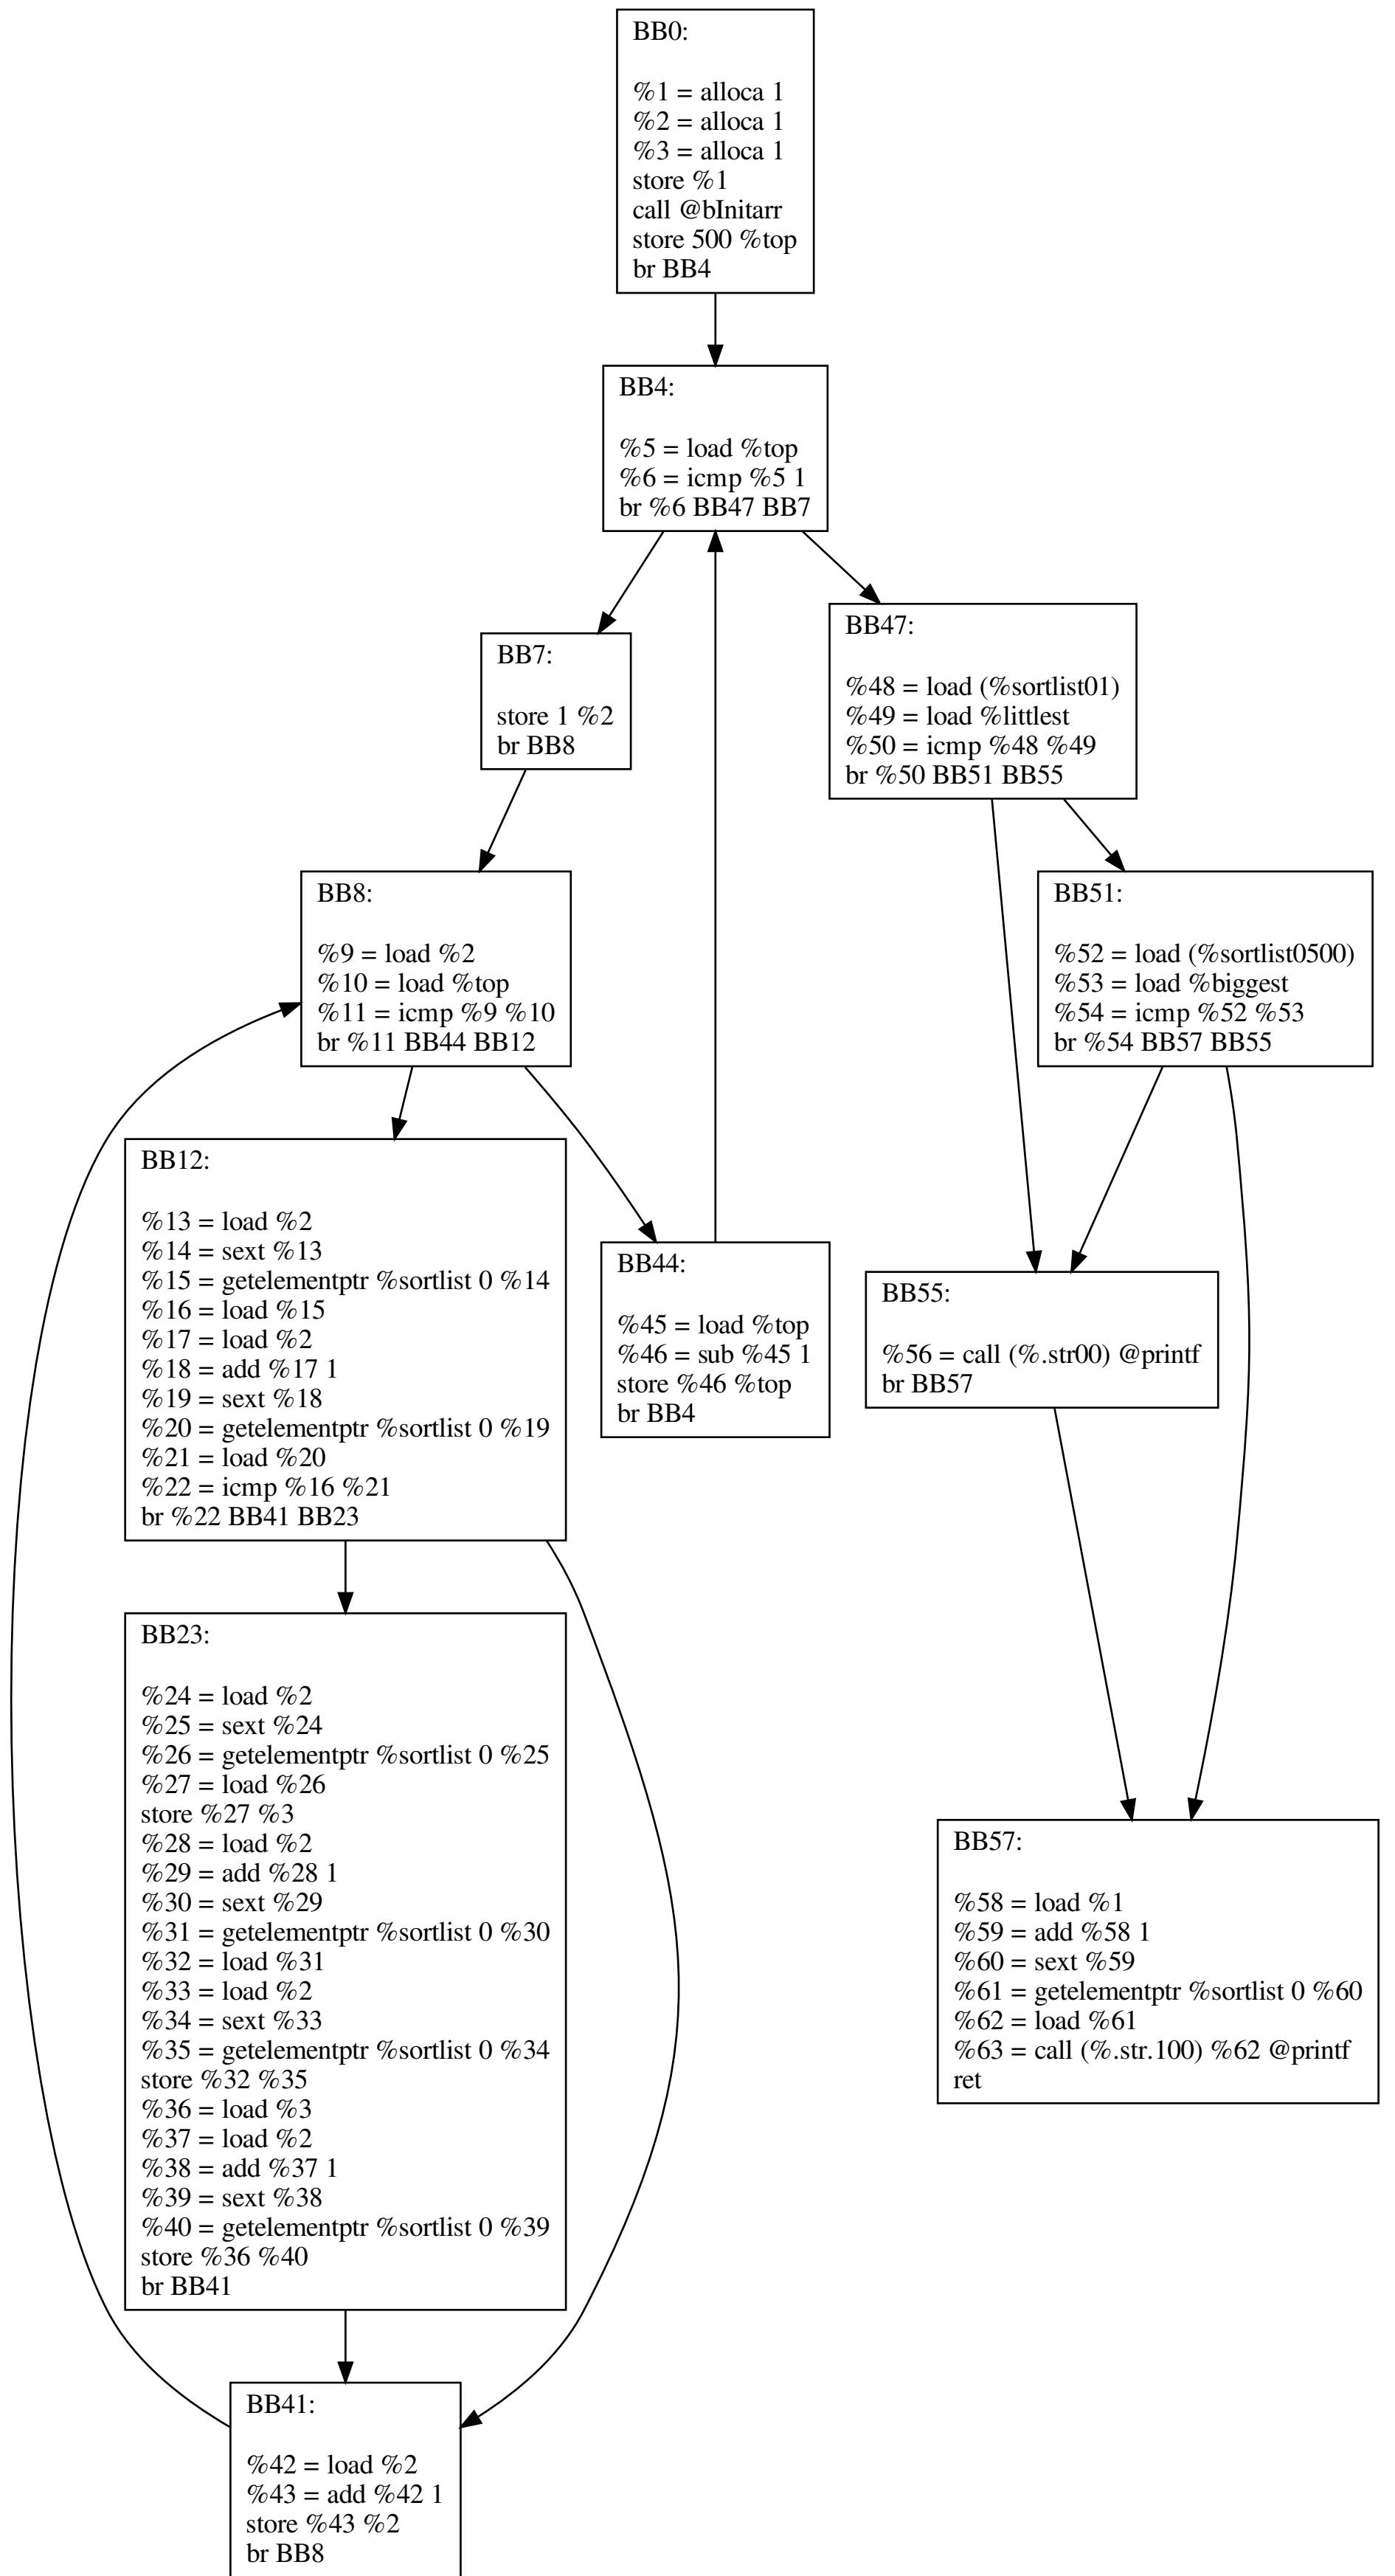 BB0:
%1 = alloca 1
%2 = alloca 1
%3 = alloca 1
store %1
call @bInitarr
store 500 %top
br BB4
BB4:
%5 = load %top
%6 = icmp %5 1
br %6 BB47 BB7
BB7:
store 1 %2
br BB8
BB47:
%48 = load (%sortlist01)
%49 = load %littlest
%50 = icmp %48 %49
br %50 BB51 BB55
BB8:
%9 = load %2
%10 = load %top
%11 = icmp %9 %10
br %11 BB44 BB12
BB51:
%52 = load (%sortlist0500)
%53 = load %biggest
%54 = icmp %52 %53
br %54 BB57 BB55
BB12:
%13 = load %2
%14 = sext %13
%15 = getelementptr %sortlist 0 %14
%16 = load %15
%17 = load %2
%18 = add %17 1
%19 = sext %18
%20 = getelementptr %sortlist 0 %19
%21 = load %20
%22 = icmp %16 %21
br %22 BB41 BB23
BB44:
%45 = load %top
%46 = sub %45 1
store %46 %top
br BB4
BB55:
%56 = call (%.str00) @printf
br BB57
BB23:
%24 = load %2
%25 = sext %24
%26 = getelementptr %sortlist 0 %25
%27 = load %26
store %27 %3
%28 = load %2
%29 = add %28 1
%30 = sext %29
%31 = getelementptr %sortlist 0 %30
%32 = load %31
%33 = load %2
%34 = sext %33
%35 = getelementptr %sortlist 0 %34
store %32 %35
%36 = load %3
%37 = load %2
%38 = add %37 1
%39 = sext %38
%40 = getelementptr %sortlist 0 %39
store %36 %40
br BB41
BB57:
%58 = load %1
%59 = add %58 1
%60 = sext %59
%61 = getelementptr %sortlist 0 %60
%62 = load %61
%63 = call (%.str.100) %62 @printf
ret
BB41:
%42 = load %2
%43 = add %42 1
store %43 %2
br BB8